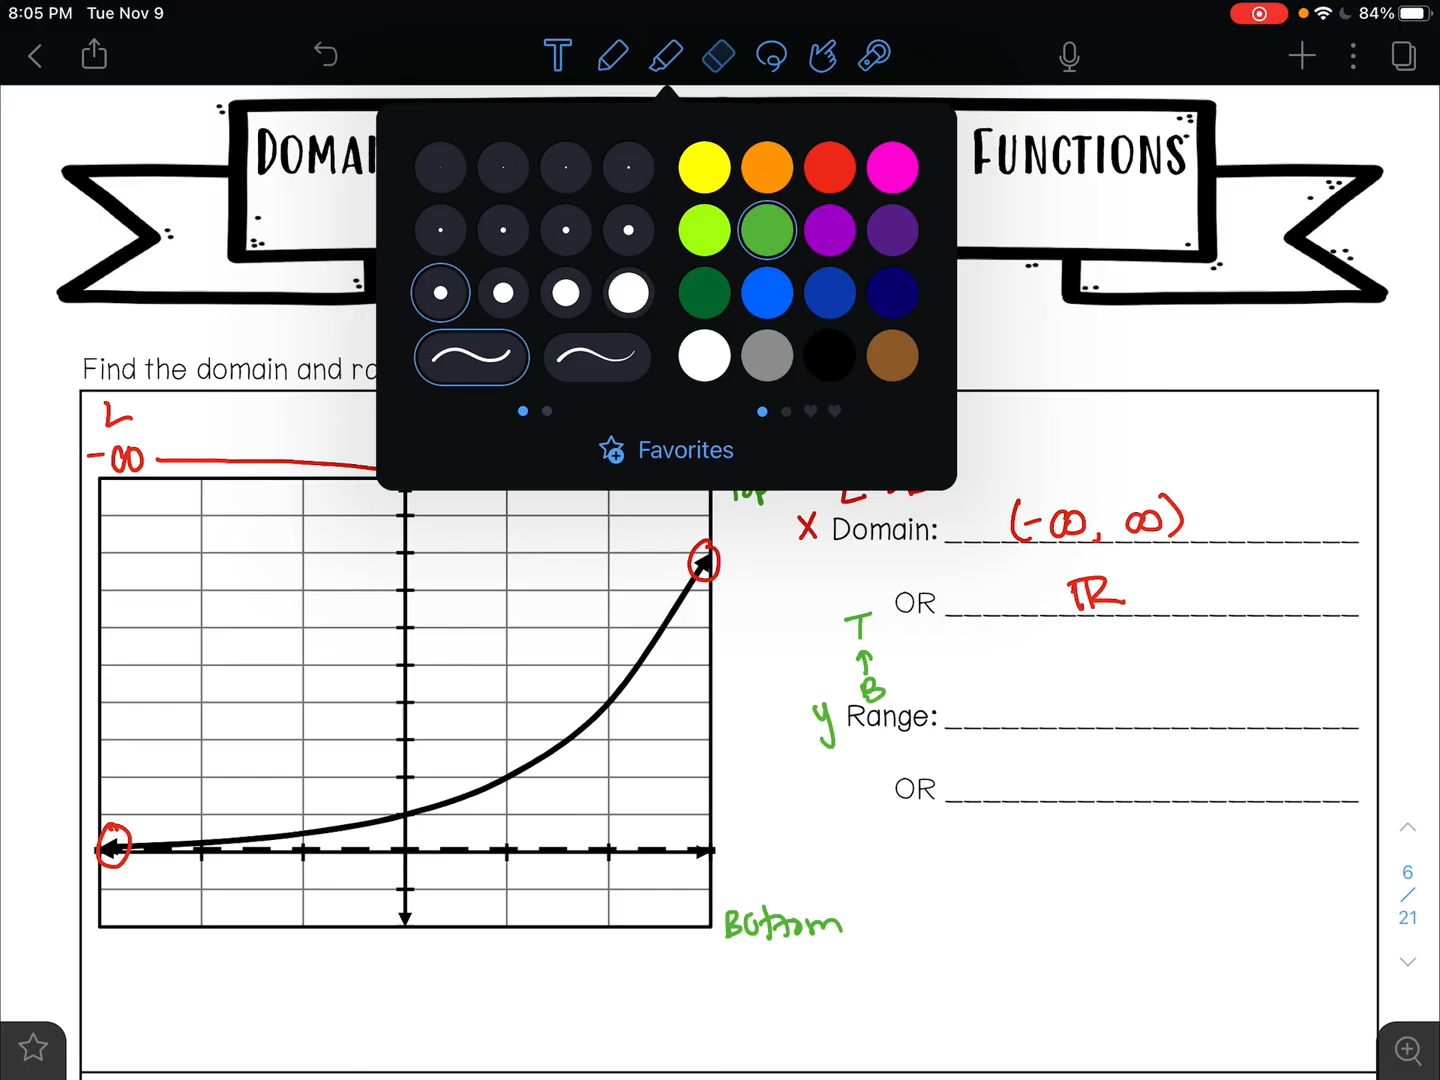 8:05 PM Tue Nov 9
84%
T
DOMAI
FUNCTIONS
Find the domain and ra
L
-∞
Favorites
X Domain: (-∞, ∞)
OR ℝ
T
↑
B
y Range:
OR
Bottom
6
/
21